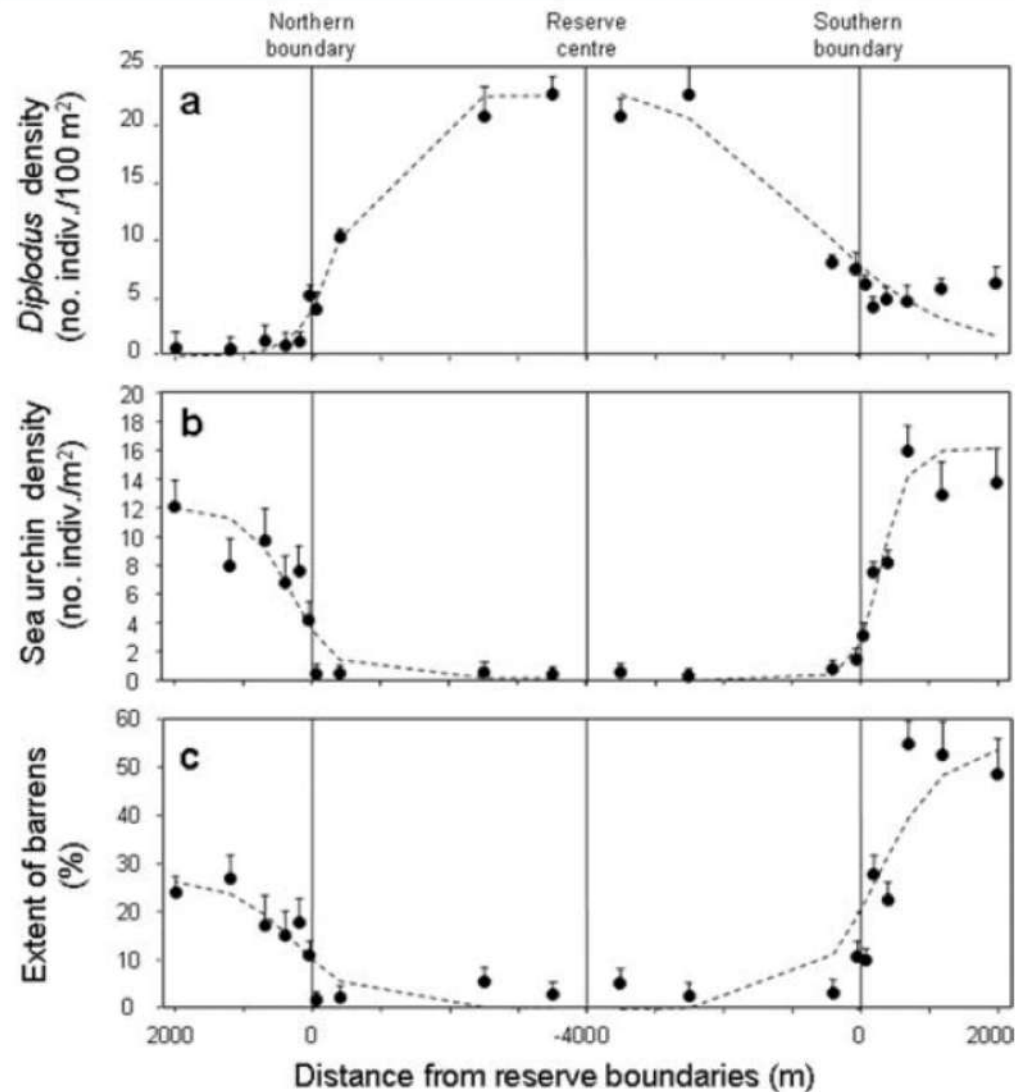 Northern
boundary
Reserve
centre
Southern
boundary
a
Diplodus density
(no. indiv./100 m²)
25
20
15
10
5
0
b
Sea urchin density
(no. indiv./m²)
20
18
16
14
12
10
8
6
4
2
0
c
Extent of barrens
(%)
60
50
40
30
20
10
0
2000 0 -4000 0 2000
Distance from reserve boundaries (m)